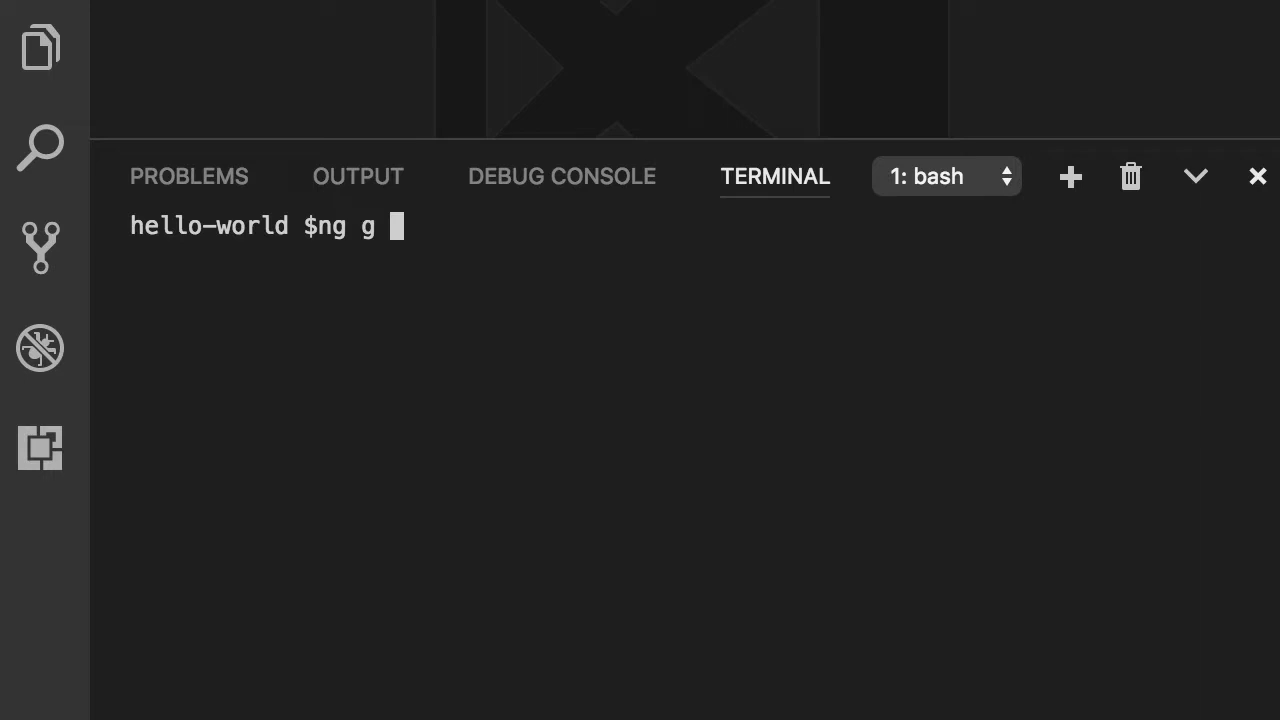 PROBLEMS OUTPUT DEBUG CONSOLE TERMINAL 1: bash
hello-world $ng g